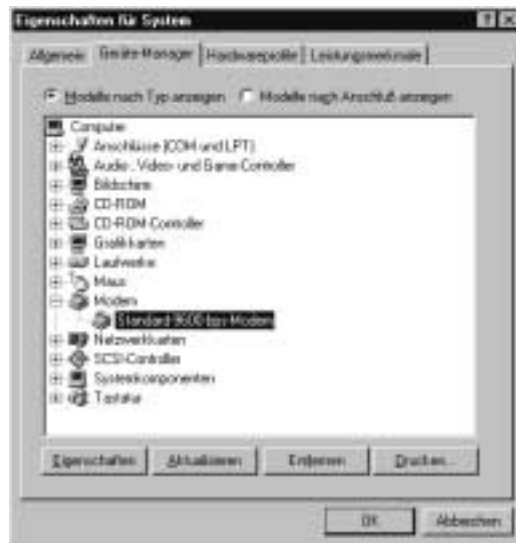 Eigenschaften für System
Allgemein Geräte-Manager Hardwareprofile Leistungsmerkmale
Modelle nach Typ anzeigen Modelle nach Anschluß anzeigen
Computer
Anschlüsse (COM und LPT)
Audio-, Video- und Game-Controller
Bildschirm
CD-ROM
CD-ROM-Controller
Grafikkarten
Laufwerke
Maus
Modem
Standard-9600-bps-Modem
Netzwerkkarten
SCSI-Controller
Systemkomponenten
Tastatur
Eigenschaften Aktualisieren Entfernen Drucken...
OK Abbrechen